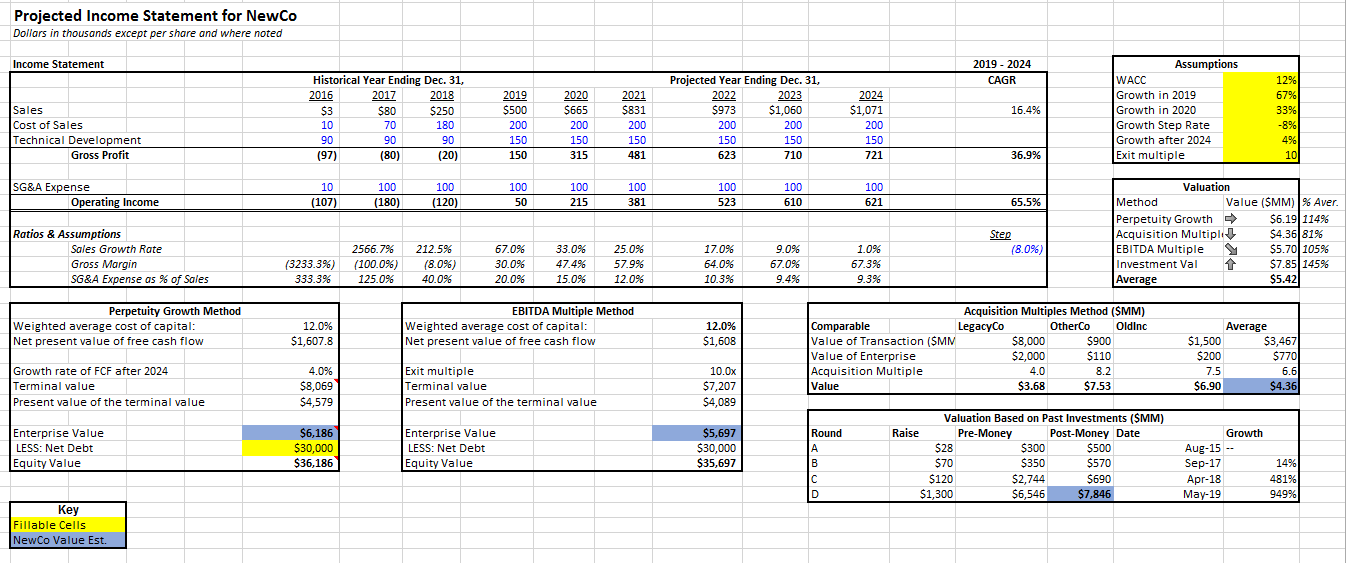 Projected Income Statement for NewCo
Dollars in thousands except per share and where noted
Income Statement 2019 - 2024
Historical Year Ending Dec. 31, Projected Year Ending Dec. 31, CAGR
2016 2017 2018 2019 2020 2021 2022 2023 2024
Sales $3 $80 $250 $500 $665 $831 $973 $1,060 $1,071 16.4%
Cost of Sales 10 70 180 200 200 200 200 200 200
Technical Development 90 90 90 150 150 150 150 150 150
Gross Profit (97) (80) (20) 150 315 481 623 710 721 36.9%
SG&A Expense 10 100 100 100 100 100 100 100 100
Operating Income (107) (180) (120) 50 215 381 523 610 621 65.5%
Ratios & Assumptions Step
Sales Growth Rate 2566.7% 212.5% 67.0% 33.0% 25.0% 17.0% 9.0% 1.0% (8.0%)
Gross Margin (3233.3%) (100.0%) (8.0%) 30.0% 47.4% 57.9% 64.0% 67.0% 67.3%
SG&A Expense as % of Sales 333.3% 125.0% 40.0% 20.0% 15.0% 12.0% 10.3% 9.4% 9.3%
Assumptions
WACC 12%
Growth in 2019 67%
Growth in 2020 33%
Growth Step Rate -8%
Growth after 2024 4%
Exit multiple 10
Valuation
Method Value ($MM) % Aver.
Perpetuity Growth $6.19 114%
Acquisition Multipl $4.36 81%
EBITDA Multiple $5.70 105%
Investment Val $7.85 145%
Average $5.42
Perpetuity Growth Method
Weighted average cost of capital: 12.0%
Net present value of free cash flow $1,607.8
Growth rate of FCF after 2024 4.0%
Terminal value $8,069
Present value of the terminal value $4,579
Enterprise Value $6,186
LESS: Net Debt $30,000
Equity Value $36,186
EBITDA Multiple Method
Weighted average cost of capital: 12.0%
Net present value of free cash flow $1,608
Exit multiple 10.0x
Terminal value $7,207
Present value of the terminal value $4,089
Enterprise Value $5,697
LESS: Net Debt $30,000
Equity Value $35,697
Acquisition Multiples Method ($MM)
Comparable LegacyCo OtherCo OldInc Average
Value of Transaction ($MM $8,000 $900 $1,500 $3,467
Value of Enterprise $2,000 $110 $200 $770
Acquisition Multiple 4.0 8.2 7.5 6.6
Value $3.68 $7.53 $6.90 $4.36
Valuation Based on Past Investments ($MM)
Round Raise Pre-Money Post-Money Date Growth
A $28 $300 $500 Aug-15 --
B $70 $350 $570 Sep-17 14%
C $120 $2,744 $690 Apr-18 481%
D $1,300 $6,546 $7,846 May-19 949%
Key
Fillable Cells
NewCo Value Est.